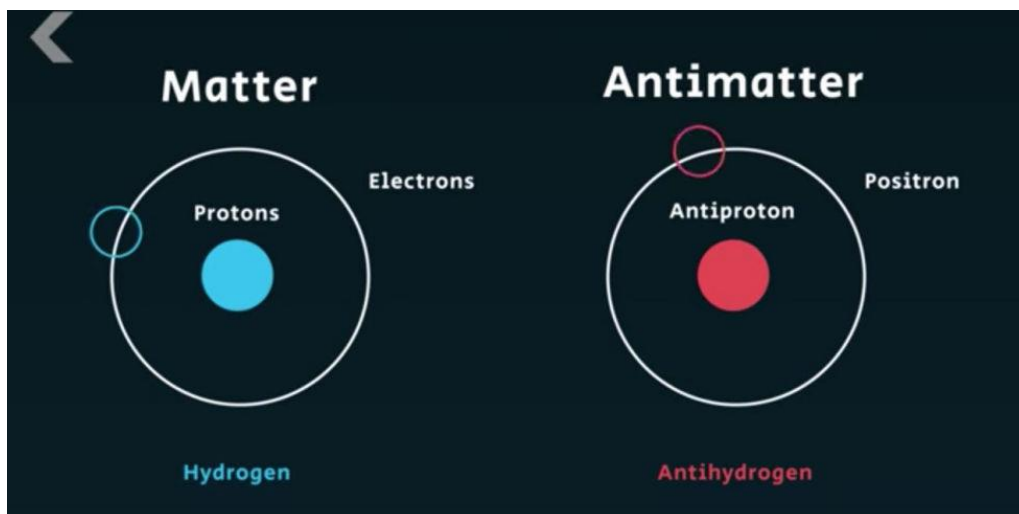 Matter
Electrons
Protons
Hydrogen
Antimatter
Positron
Antiproton
Antihydrogen